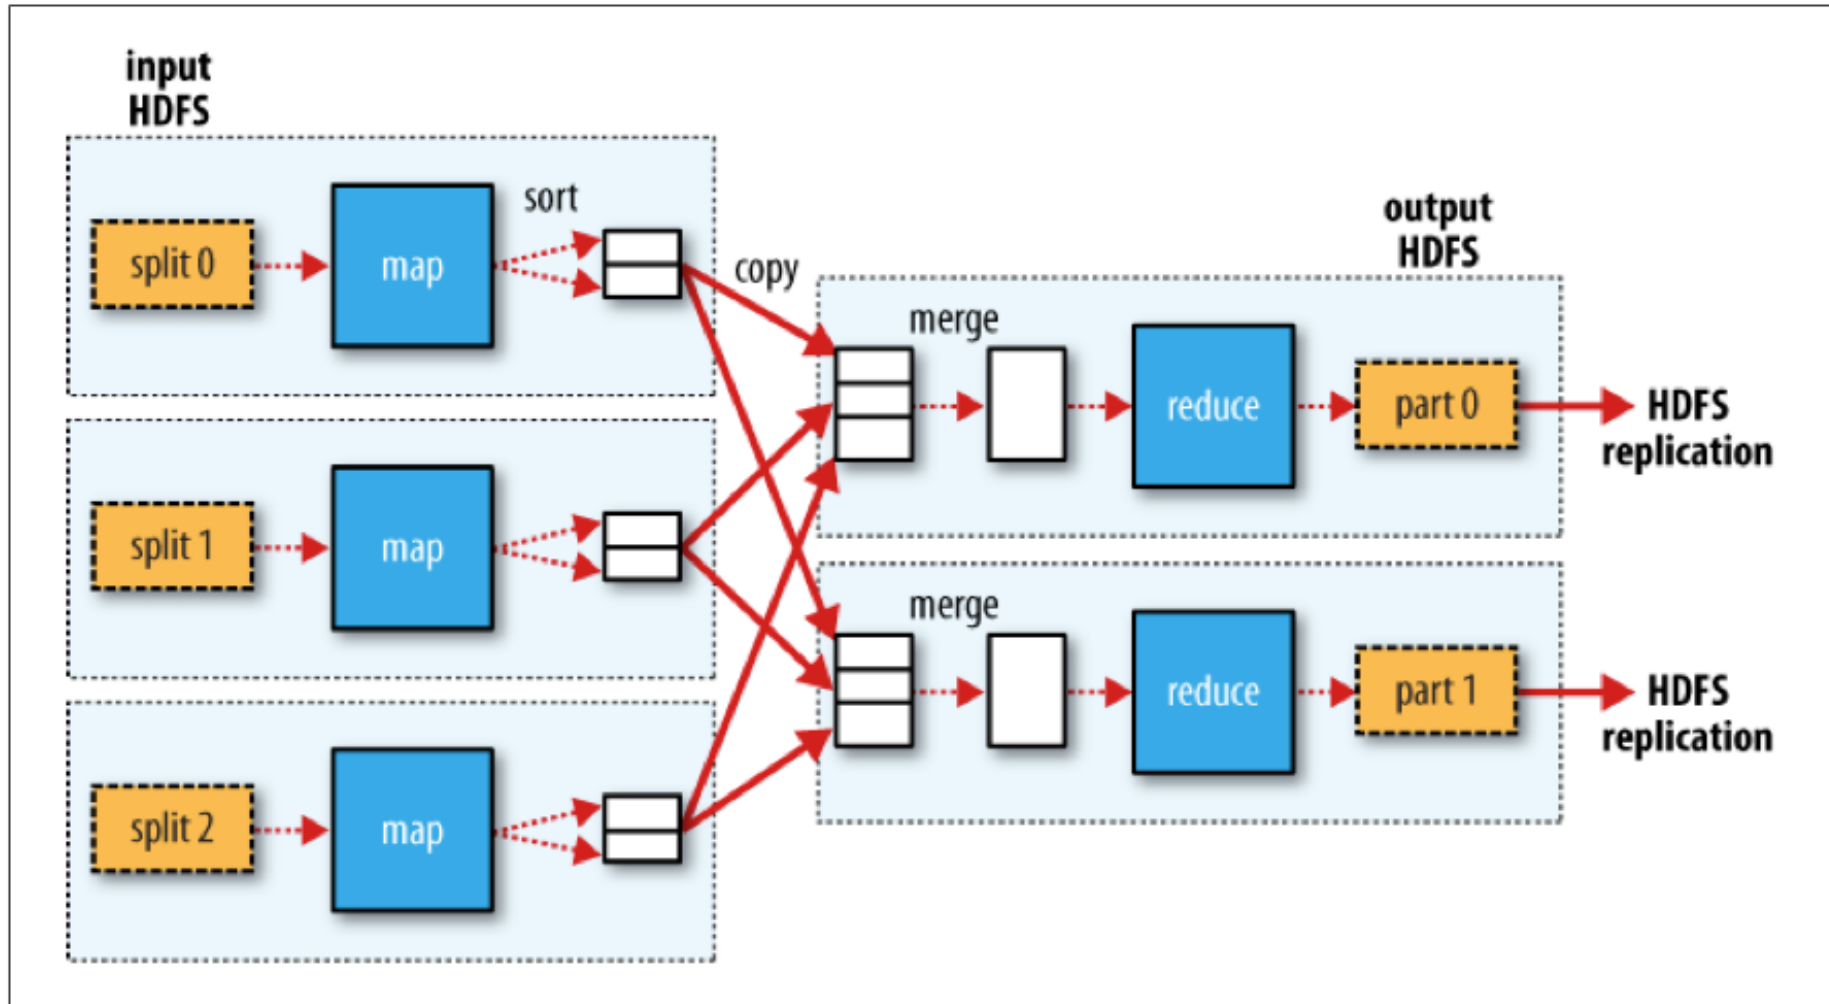 input
HDFS
split 0
map
sort
copy
split 1
map
split 2
map
output
HDFS
merge
reduce
part 0
HDFS
replication
merge
reduce
part 1
HDFS
replication